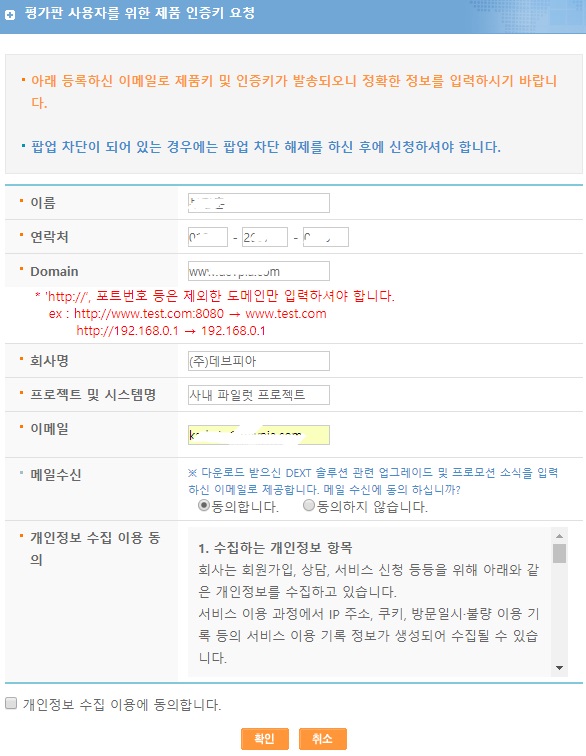 평가판 사용자를 위한 제품 인증키 요청
아래 등록하신 이메일로 제품키 및 인증키가 발송되오니 정확한 정보를 입력하시기 바랍니
다.
팝업 차단이 되어 있는 경우에는 팝업 차단 해제를 하신 후에 신청하셔야 합니다.
이름
연락처 - -
Domain
* 'http://', 포트번호 등은 제외한 도메인만 입력하셔야 합니다.
ex : http://www.test.com:8080 → www.test.com
http://192.168.0.1 → 192.168.0.1
회사명 (주)데브피아
프로젝트 및 시스템명 사내 파일럿 프로젝트
이메일
메일수신 ※ 다운로드 받으신 DEXT 솔루션 관련 업그레이드 및 프로모션 소식을 입력
하신 이메일로 제공합니다. 메일 수신에 동의 하십니까?
동의합니다. 동의하지 않습니다.
개인정보 수집 이용 동
의
1. 수집하는 개인정보 항목
회사는 회원가입, 상담, 서비스 신청 등등을 위해 아래와 같
은 개인정보를 수집하고 있습니다.
서비스 이용 과정에서 IP 주소, 쿠키, 방문일시·불량 이용 기
록 등의 서비스 이용 기록 정보가 생성되어 수집될 수 있습
니다.
개인정보 수집 이용에 동의합니다.
확인 취소